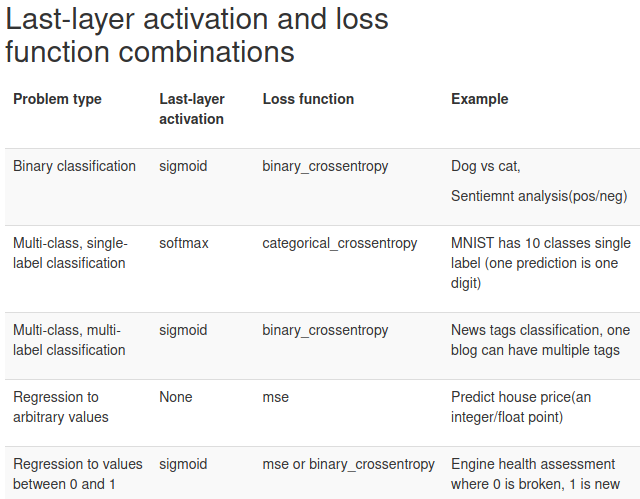 Last-layer activation and loss
function combinations
Problem type
Last-layer
activation
Loss function
Example
Binary classification
sigmoid
binary_crossentropy
Dog vs cat,
Sentiemnt analysis(pos/neg)
Multi-class, single-
label classification
softmax
categorical_crossentropy
MNIST has 10 classes single
label (one prediction is one
digit)
Multi-class, multi-
label classification
sigmoid
binary_crossentropy
News tags classification, one
blog can have multiple tags
Regression to
arbitrary values
None
mse
Predict house price(an
integer/float point)
Regression to values
between 0 and 1
sigmoid
mse or binary_crossentropy
Engine health assessment
where 0 is broken, 1 is new